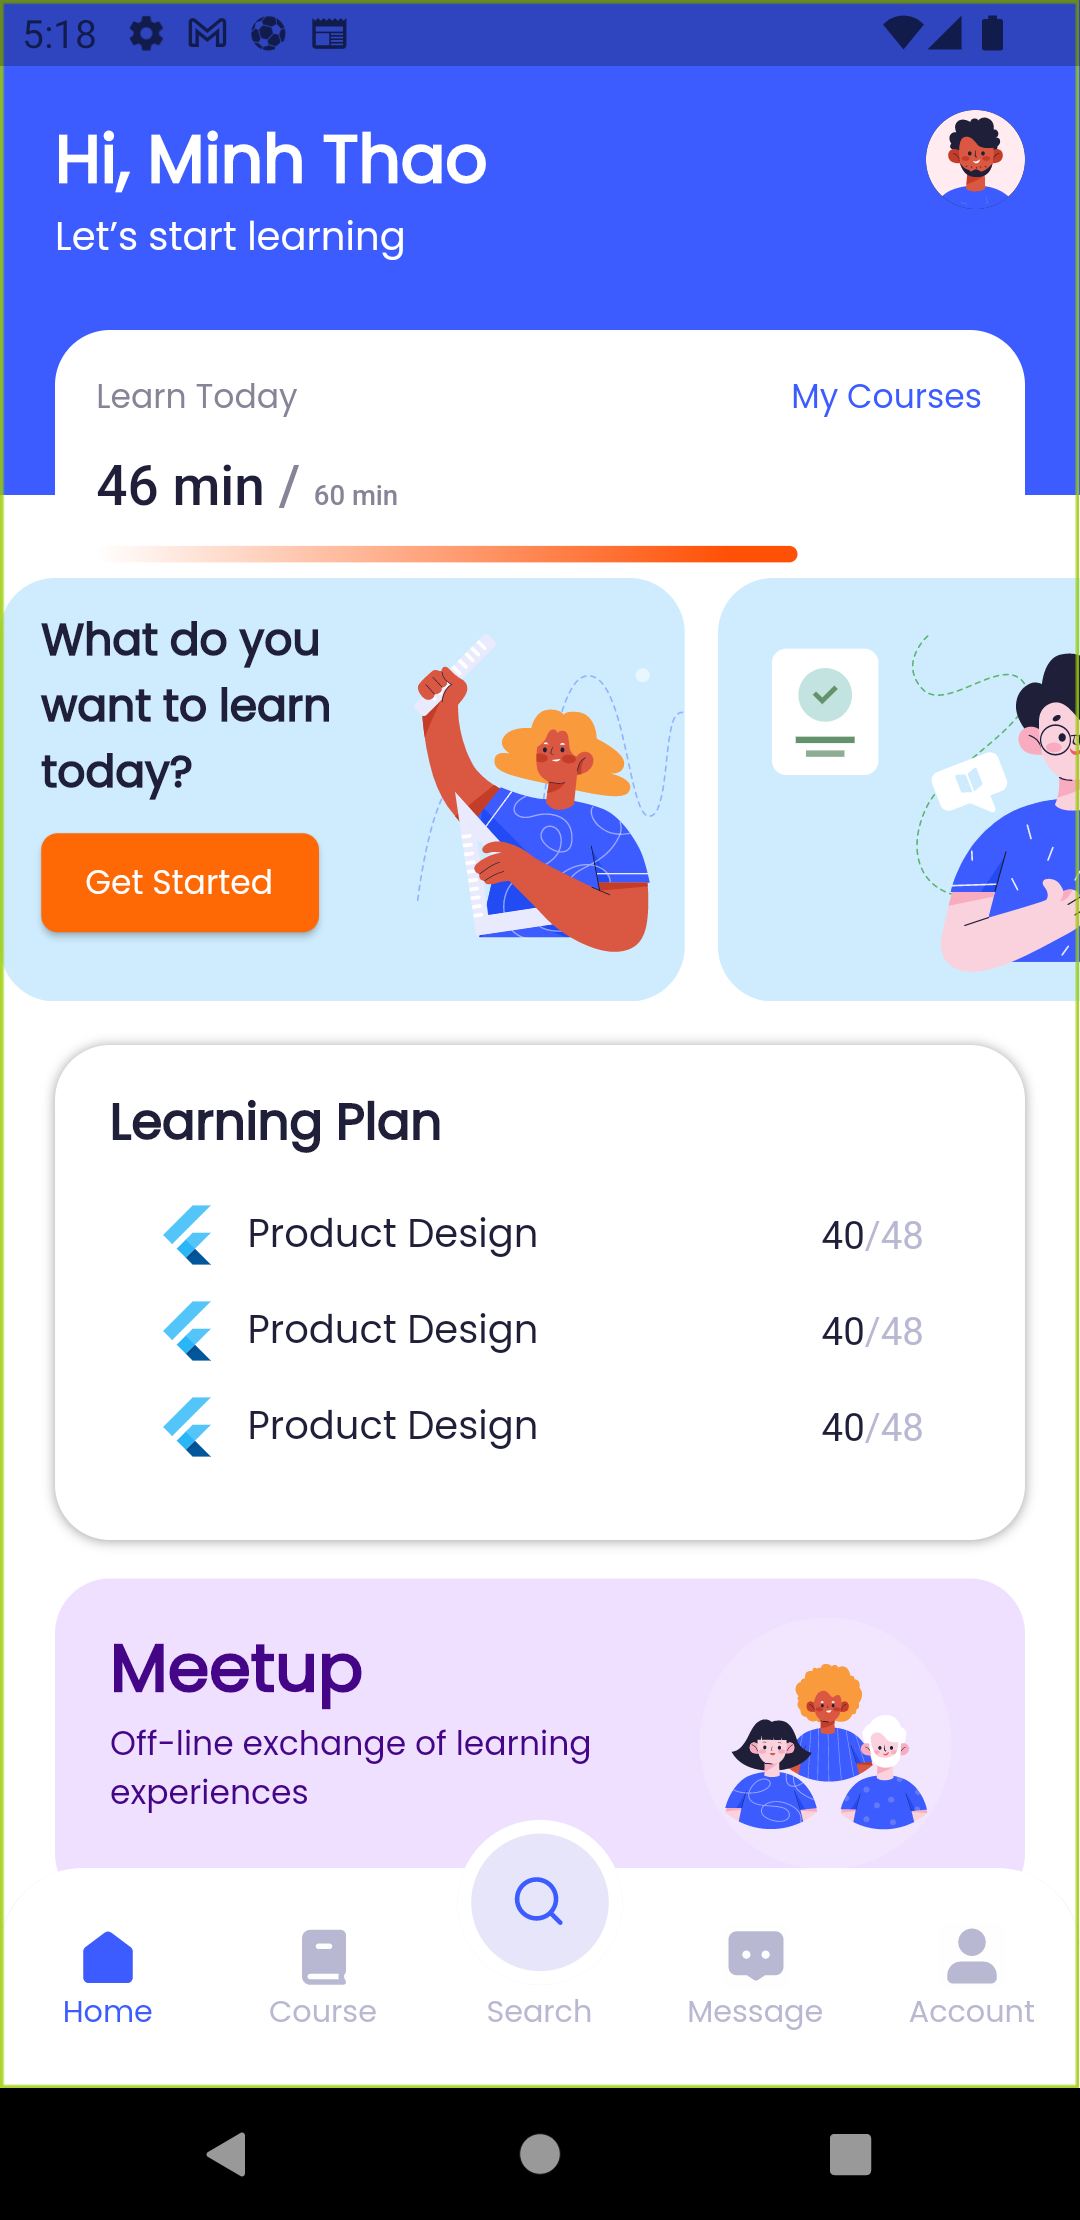 5:18
Hi, Minh Thao
Let’s start learning
Learn Today
My Courses
46 min / 60 min
What do you
want to learn
today?
Get Started
Learning Plan
Product Design 40/48
Product Design 40/48
Product Design 40/48
Meetup
Off-line exchange of learning
experiences
Home
Course
Search
Message
Account